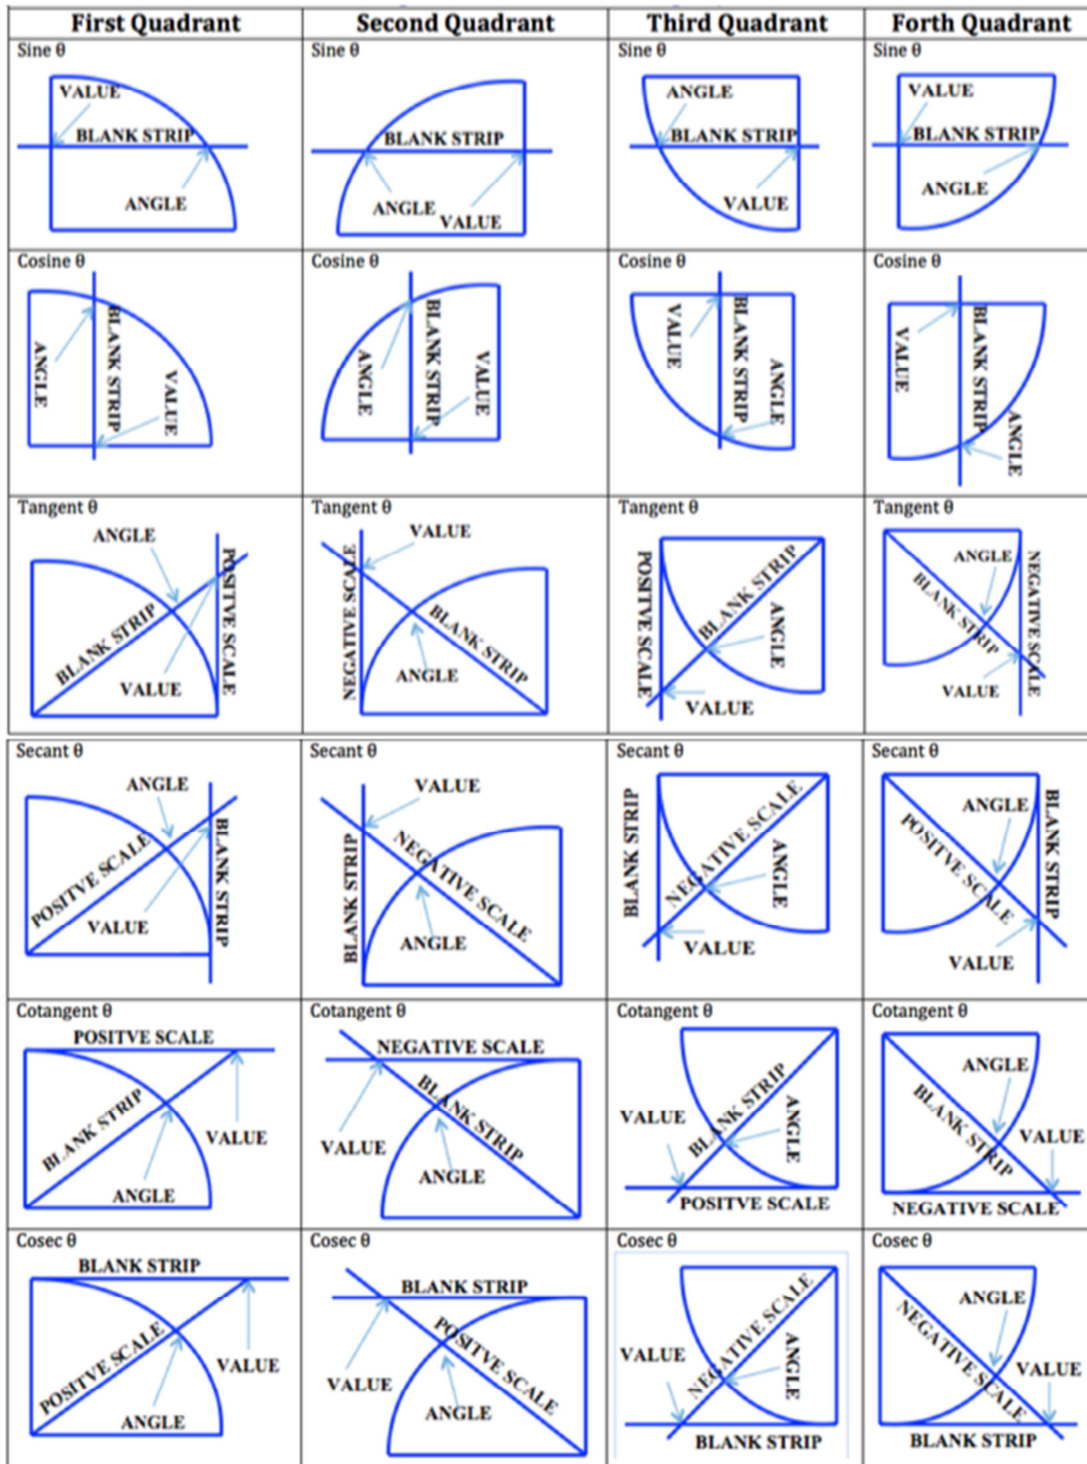 First Quadrant
Second Quadrant
Third Quadrant
Forth Quadrant
Sine θ
VALUE
BLANK STRIP
ANGLE
Sine θ
BLANK STRIP
ANGLE
VALUE
Sine θ
ANGLE
BLANK STRIP
VALUE
Sine θ
VALUE
BLANK STRIP
ANGLE
Cosine θ
ANGLE
BLANK STRIP
VALUE
Cosine θ
ANGLE
BLANK STRIP
VALUE
Cosine θ
VALUE
BLANK STRIP
ANGLE
Cosine θ
VALUE
BLANK STRIP
ANGLE
Tangent θ
ANGLE
BLANK STRIP
VALUE
POSITVE SCALE
Tangent θ
VALUE
NEGATIVE SCALE
BLANK STRIP
ANGLE
Tangent θ
POSITIVE SCALE
BLANK STRIP
ANGLE
VALUE
Tangent θ
ANGLE
BLANK STRIP
VALUE
NEGATIVE SCALE
Secant θ
ANGLE
POSITVE SCALE
VALUE
BLANK STRIP
Secant θ
VALUE
BLANK STRIP
NEGATIVE SCALE
ANGLE
Secant θ
BLANK STRIP
NEGATIVE SCALE
ANGLE
VALUE
Secant θ
ANGLE
POSITVE SCALE
VALUE
BLANK STRIP
Cotangent θ
POSITVE SCALE
BLANK STRIP
VALUE
ANGLE
Cotangent θ
NEGATIVE SCALE
BLANK STRIP
VALUE
ANGLE
Cotangent θ
VALUE
BLANK STRIP
ANGLE
POSITVE SCALE
Cotangent θ
ANGLE
BLANK STRIP
VALUE
NEGATIVE SCALE
Cosec θ
BLANK STRIP
POSITIVE SCALE
VALUE
ANGLE
Cosec θ
BLANK STRIP
POSITVE SCALE
VALUE
ANGLE
Cosec θ
VALUE
NEGATIVE SCALE
ANGLE
BLANK STRIP
Cosec θ
ANGLE
NEGATIVE SCALE
VALUE
BLANK STRIP